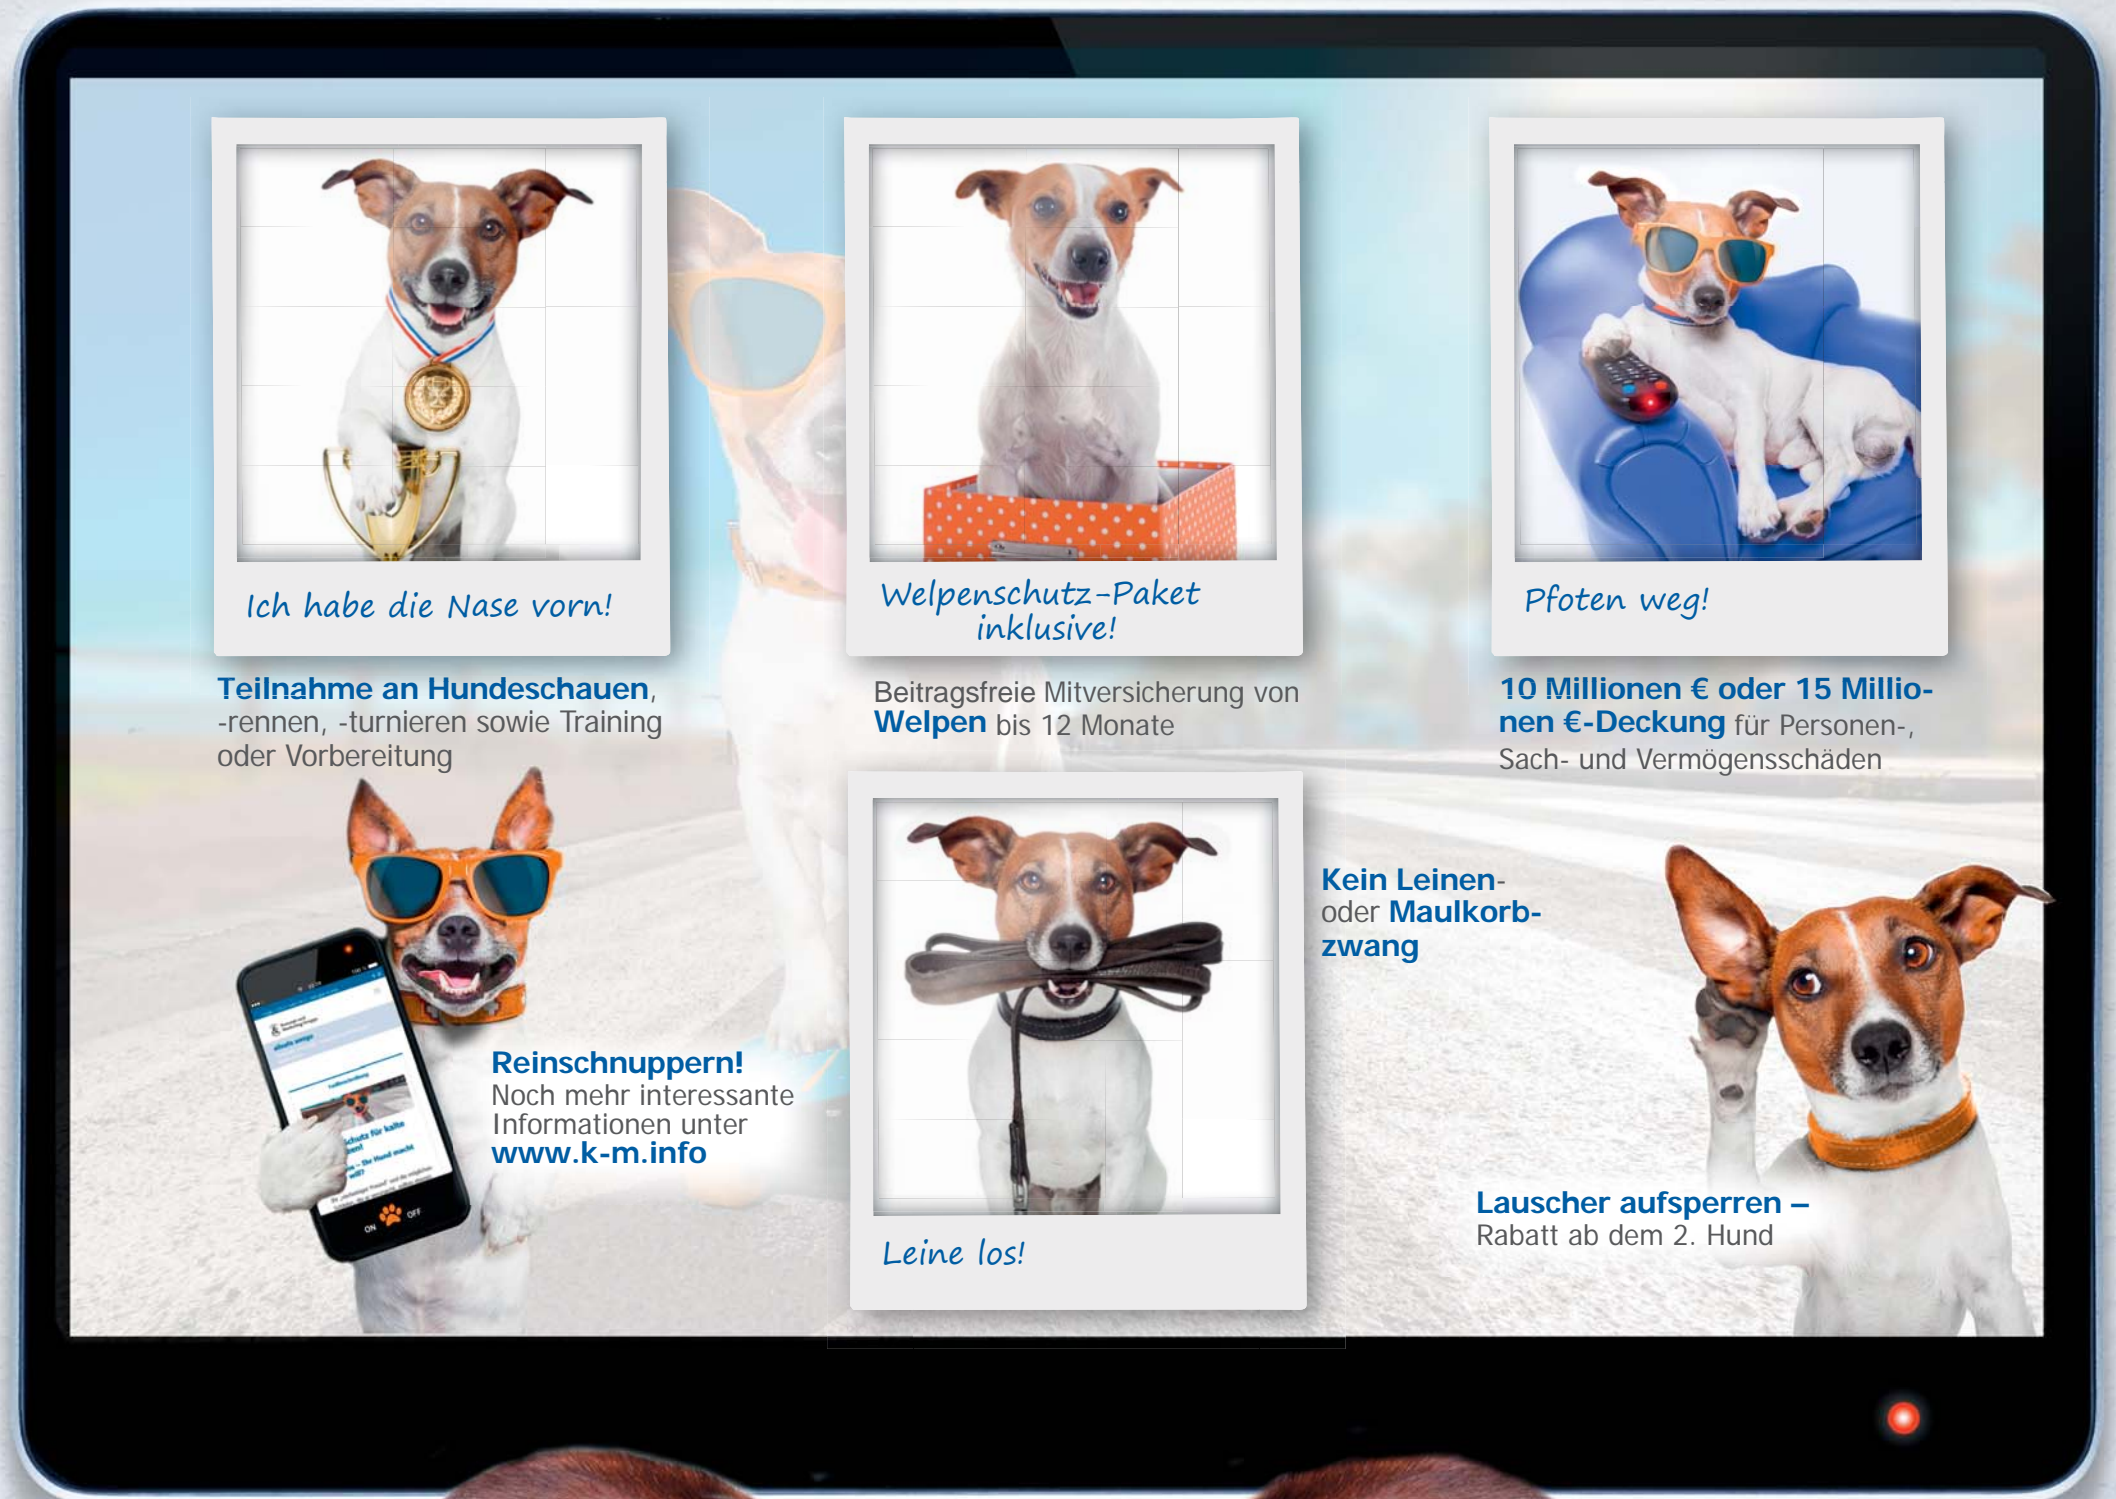 Ich habe die Nase vorn!
Teilnahme an Hundeschauen,
-rennen, -turnieren sowie Training
oder Vorbereitung
Welpenschutz-Paket
inklusive!
Beitragsfreie Mitversicherung von
Welpen bis 12 Monate
Pfoten weg!
10 Millionen € oder 15 Millio-
nen €-Deckung für Personen-,
Sach- und Vermögensschäden
Reinschnuppern!
Noch mehr interessante
Informationen unter
www.k-m.info
ON OFF
Leine los!
Kein Leinen-
oder Maulkorb-
zwang
Lauscher aufsperren –
Rabatt ab dem 2. Hund